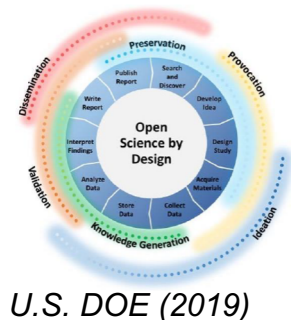 Preservation
Dissemination
Provocation
Search
and
Discover
Publish
Report
Develop
Idea
Write
Report
Open
Science by
Design
Design
Study
Interpret
Findings
Acquire
Materials
Analyze
Data
Store
Data
Collect
Data
Validation
Ideation
Knowledge Generation
U.S. DOE (2019)